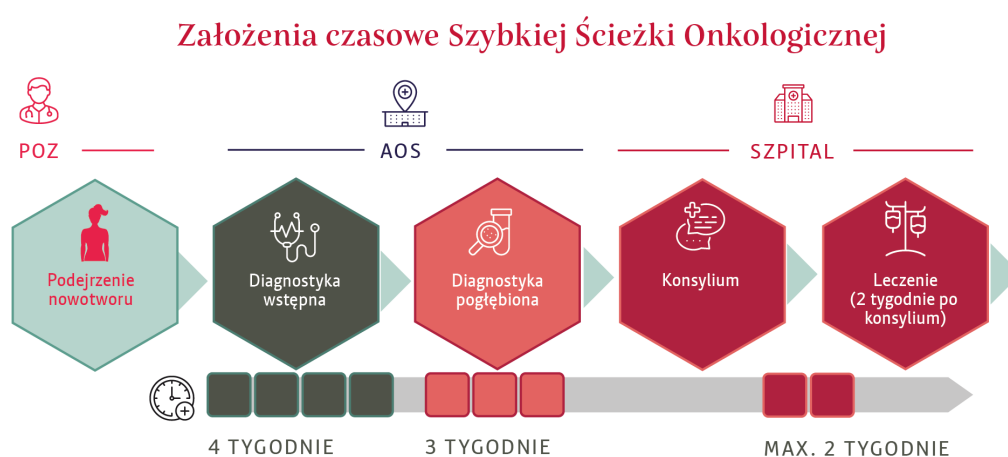 Założenia czasowe Szybkiej Ścieżki Onkologicznej
POZ
AOS
SZPITAL
Podejrzenie
nowotworu
Diagnostyka
wstępna
Diagnostyka
pogłębiona
Konsylium
Leczenie
(2 tygodnie po
konsylium)
4 TYGODNIE
3 TYGODNIE
MAX. 2 TYGODNIE